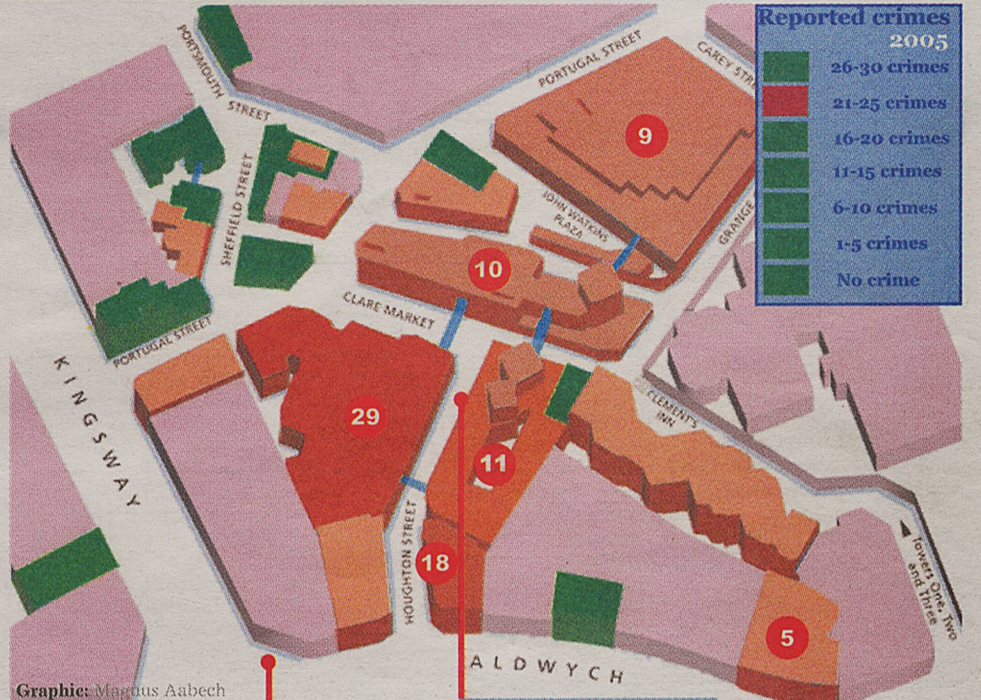 Reported crimes
2005
26-30 crimes
21-25 crimes
16-20 crimes
11-15 crimes
6-10 crimes
1-5 crimes
No crime
PORTSMOUTH STREET
PORTUGAL STREET
CAREY STRE
9
SHEFFIELD STREET
JOHN WATKINS
PLAZA
GRANGE
10
CLARE MARKET
PORTUGAL STREET
KINGSWAY
29
CLEMENT'S
INN
11
HOUGHTON STREET
18
Towers One, Two
and Three
5
ALDWYCH
Graphic: Magnus Aabech